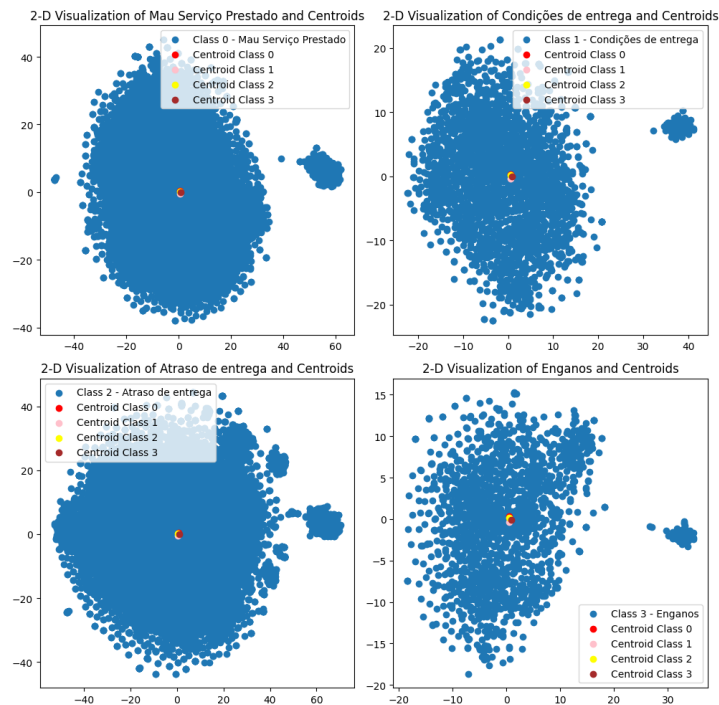 2-D Visualization of Mau Serviço Prestado and Centroids
40
20
0
−20
−40
−40
−20
0
20
40
60
Class 0 - Mau Serviço Prestado
Centroid Class 0
Centroid Class 1
Centroid Class 2
Centroid Class 3
2-D Visualization of Condições de entrega and Centroids
20
10
0
−10
−20
−20
−10
0
10
20
30
40
Class 1 - Condições de entrega
Centroid Class 0
Centroid Class 1
Centroid Class 2
Centroid Class 3
2-D Visualization of Atraso de entrega and Centroids
40
20
0
−20
−40
−40
−20
0
20
40
60
Class 2 - Atraso de entrega
Centroid Class 0
Centroid Class 1
Centroid Class 2
Centroid Class 3
2-D Visualization of Enganos and Centroids
15
10
5
0
−5
−10
−15
−20
−20
−10
0
10
20
30
Class 3 - Enganos
Centroid Class 0
Centroid Class 1
Centroid Class 2
Centroid Class 3